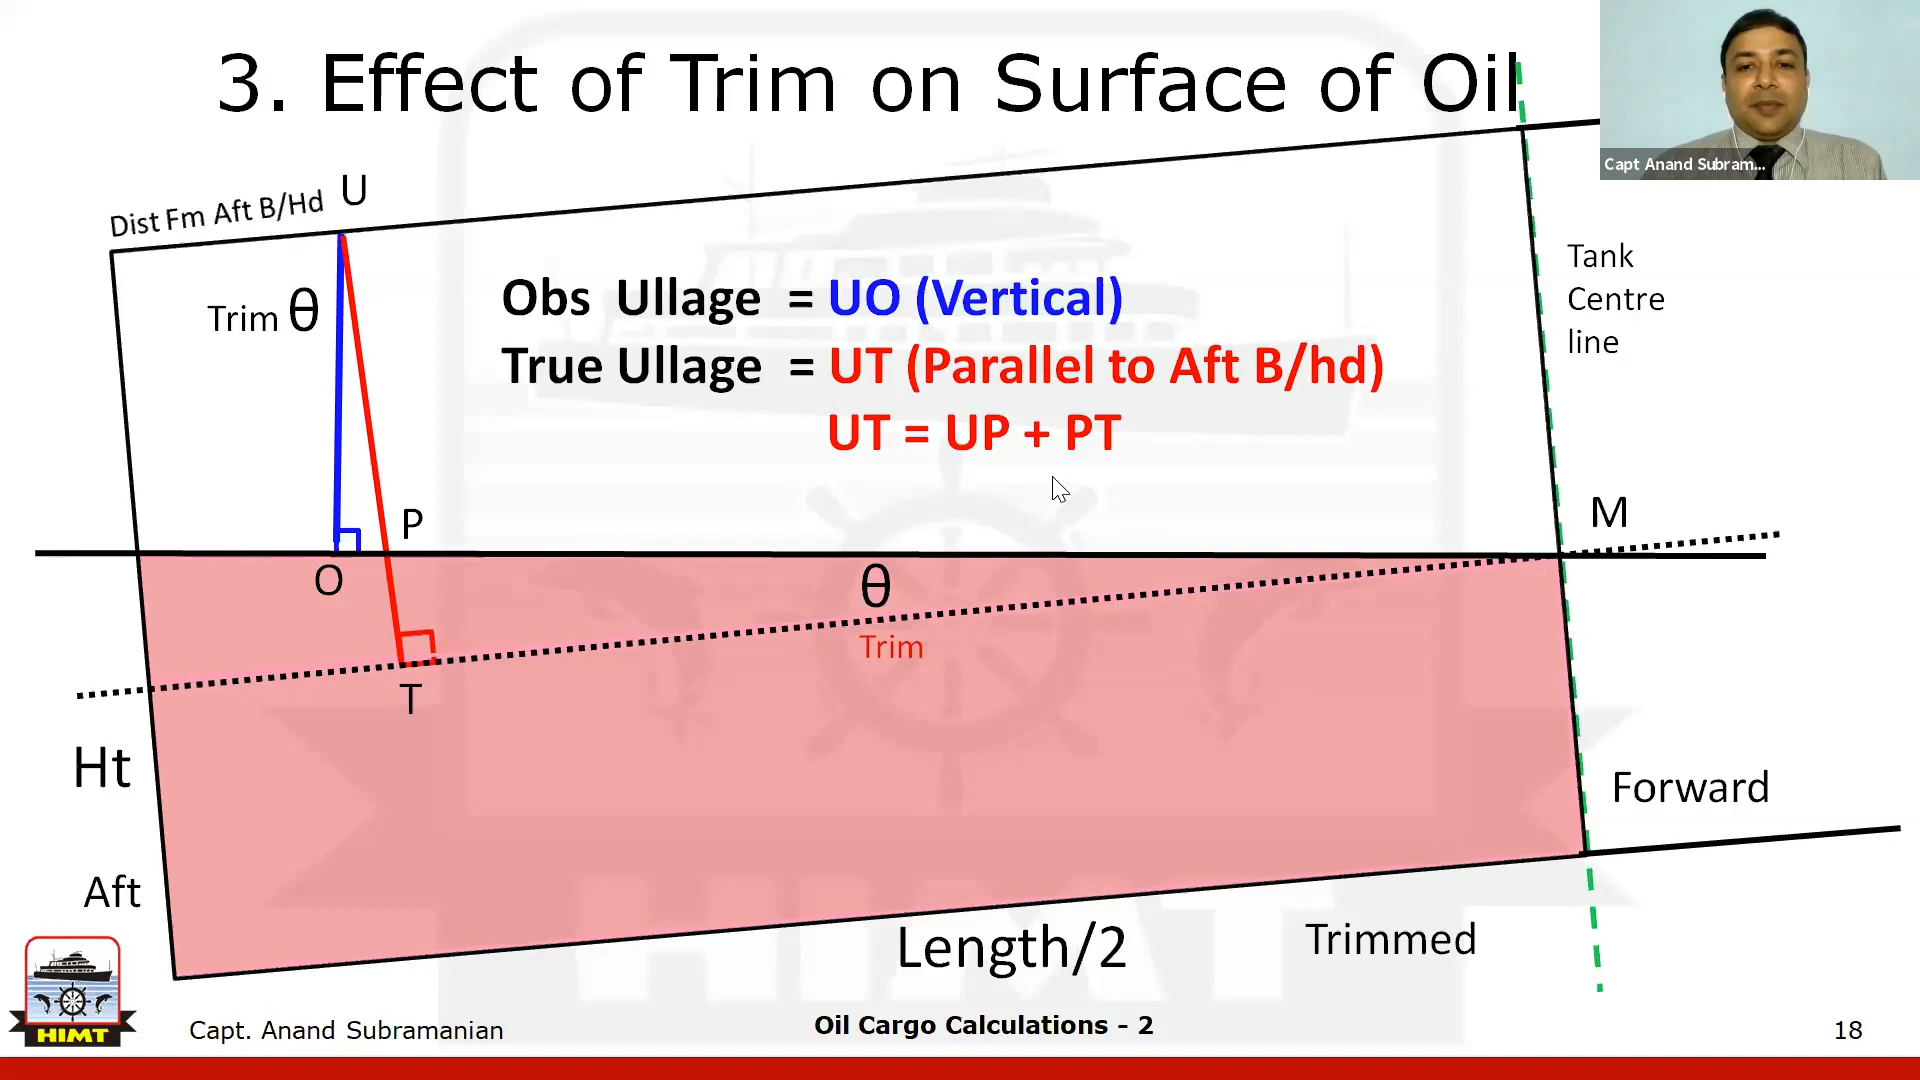 3. Effect of Trim on Surface of Oil
Capt Anand Subram...
Dist Fm Aft B/Hd
U
Trim θ
Obs Ullage = UO (Vertical)
True Ullage = UT (Parallel to Aft B/hd)
UT = UP + PT
Tank
Centre
line
P
M
O
θ
Trim
T
Ht
Forward
Aft
Length/2
Trimmed
HIMT
HIMT
Capt. Anand Subramanian
Oil Cargo Calculations - 2
18